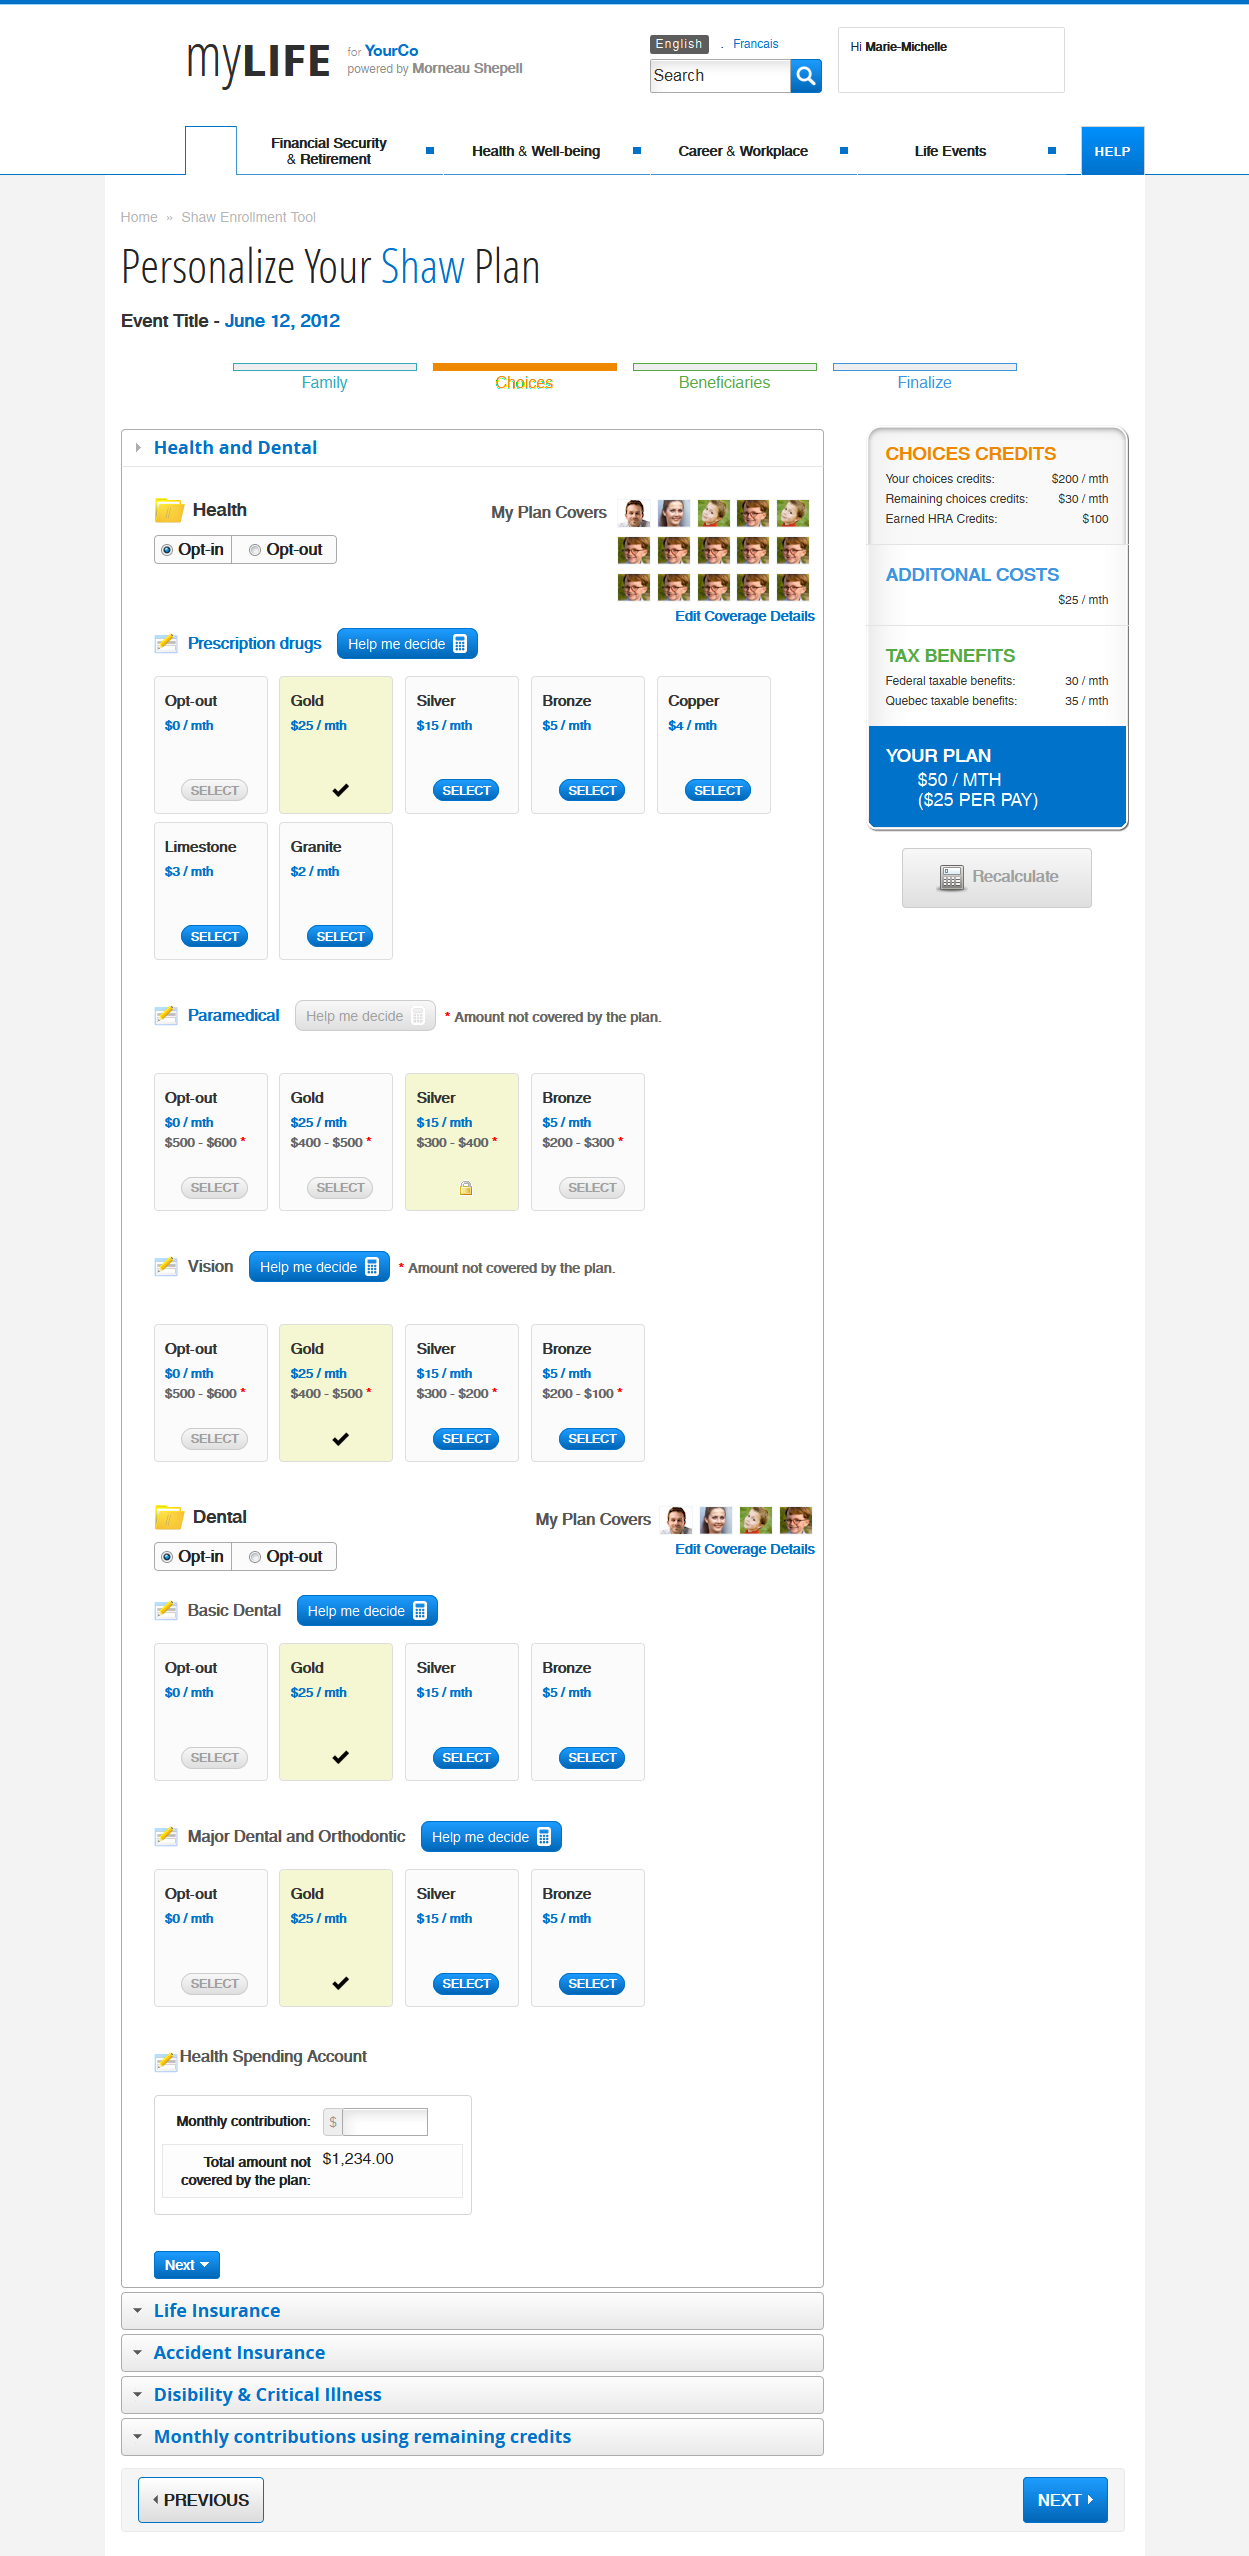 myLIFE for YourCo
powered by Morneau Shepell
English . Francais
Search
Hi Marie-Michelle
Financial Security
& Retirement
Health & Well-being
Career & Workplace
Life Events
HELP
Home » Shaw Enrollment Tool
Personalize Your Shaw Plan
Event Title - June 12, 2012
Family Choices Beneficiaries Finalize
Health and Dental
Health
My Plan Covers
Opt-in Opt-out
Edit Coverage Details
Prescription drugs Help me decide
Opt-out Gold Silver Bronze Copper
$0 / mth $25 / mth $15 / mth $5 / mth $4 / mth
SELECT SELECT SELECT SELECT
Limestone Granite
$3 / mth $2 / mth
SELECT SELECT
Paramedical Help me decide * Amount not covered by the plan.
Opt-out Gold Silver Bronze
$0 / mth $25 / mth $15 / mth $5 / mth
$500 - $600 * $400 - $500 * $300 - $400 * $200 - $300 *
SELECT SELECT SELECT
Vision Help me decide * Amount not covered by the plan.
Opt-out Gold Silver Bronze
$0 / mth $25 / mth $15 / mth $5 / mth
$500 - $600 * $400 - $500 * $300 - $200 * $200 - $100 *
SELECT SELECT SELECT
Dental
My Plan Covers
Opt-in Opt-out
Edit Coverage Details
Basic Dental Help me decide
Opt-out Gold Silver Bronze
$0 / mth $25 / mth $15 / mth $5 / mth
SELECT SELECT SELECT
Major Dental and Orthodontic Help me decide
Opt-out Gold Silver Bronze
$0 / mth $25 / mth $15 / mth $5 / mth
SELECT SELECT SELECT
Health Spending Account
Monthly contribution: $
Total amount not $1,234.00
covered by the plan:
Next
Life Insurance
Accident Insurance
Disibility & Critical Illness
Monthly contributions using remaining credits
PREVIOUS NEXT
CHOICES CREDITS
Your choices credits: $200 / mth
Remaining choices credits: $30 / mth
Earned HRA Credits: $100
ADDITONAL COSTS
$25 / mth
TAX BENEFITS
Federal taxable benefits: 30 / mth
Quebec taxable benefits: 35 / mth
YOUR PLAN
$50 / MTH
($25 PER PAY)
Recalculate